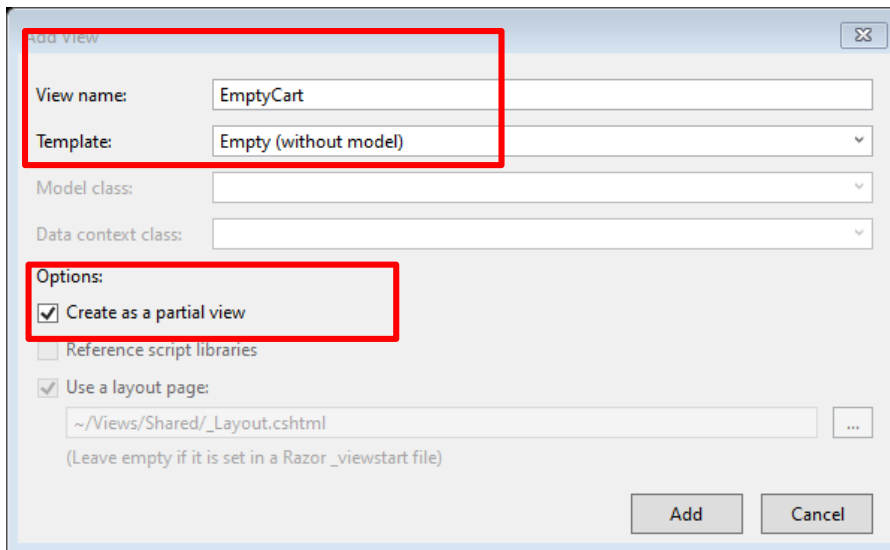 Add View
View name: EmptyCart
Template: Empty (without model)
Model class:
Data context class:
Options:
Create as a partial view
Reference script libraries
Use a layout page:
~/Views/Shared/_Layout.cshtml ...
(Leave empty if it is set in a Razor _viewstart file)
Add Cancel